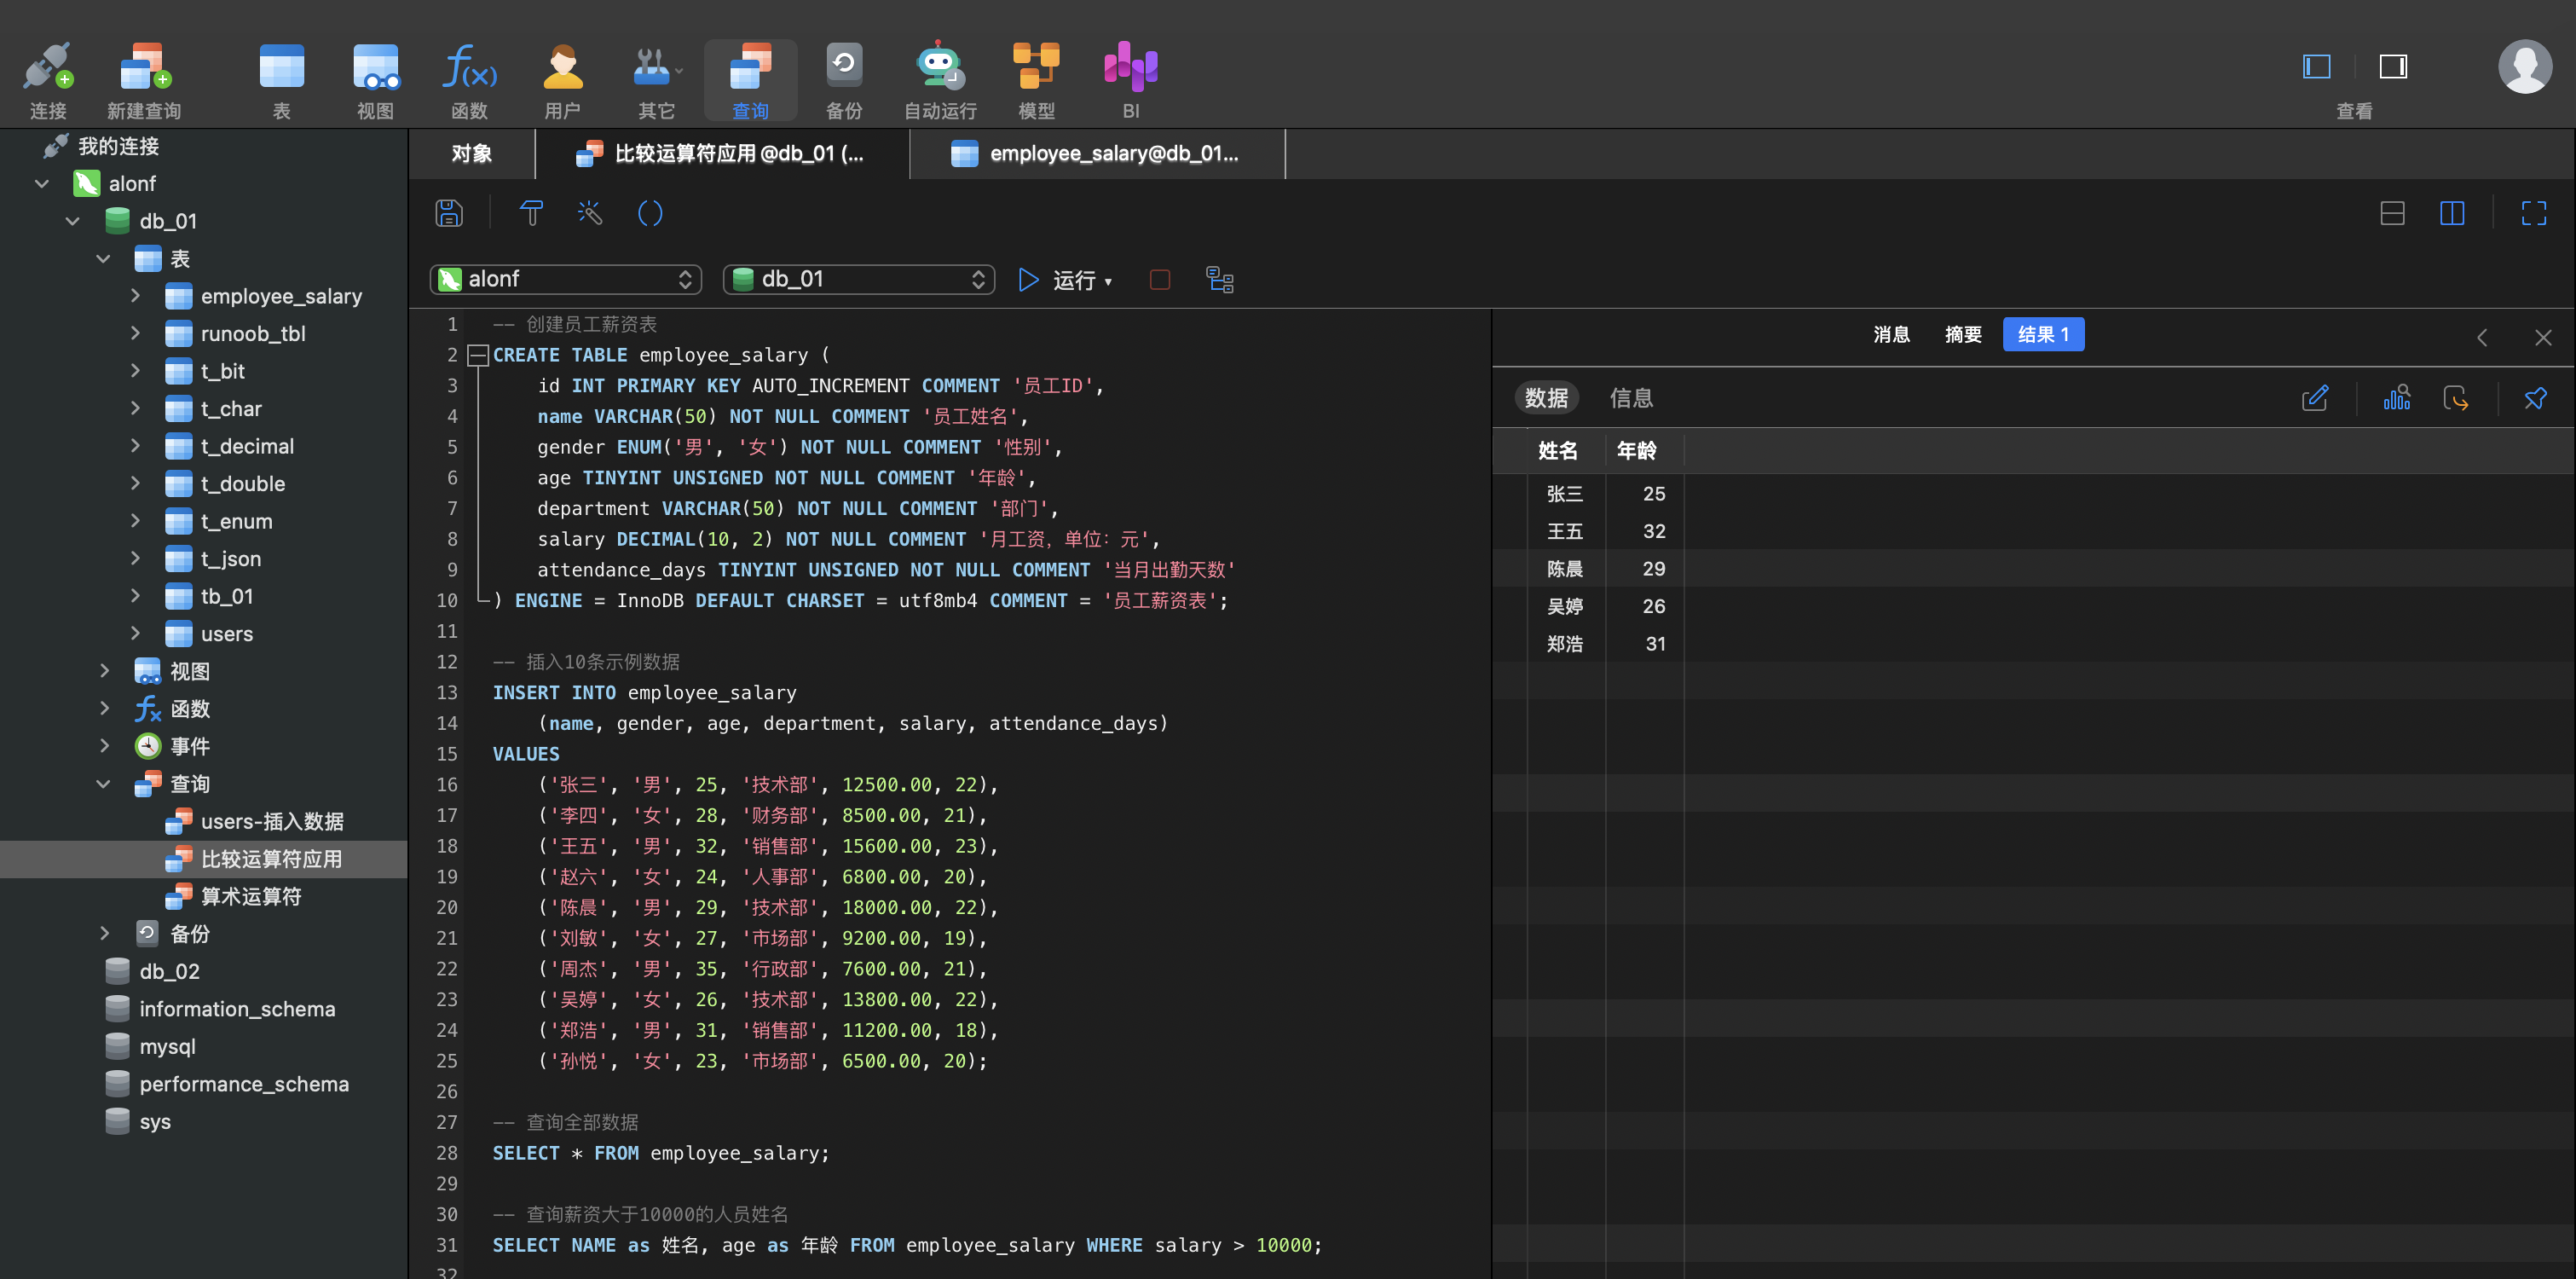 连接 新建查询 表 视图 函数 用户 其它 查询 备份 自动运行 模型 BI 查看
我的连接
alonf
db_01
表
employee_salary
runoob_tbl
t_bit
t_char
t_decimal
t_double
t_enum
t_json
tb_01
users
视图
函数
事件
查询
users-插入数据
比较运算符应用
算术运算符
备份
db_02
information_schema
mysql
performance_schema
sys
对象 比较运算符应用 @db_01 (... employee_salary@db_01...
alonf db_01 运行
1 -- 创建员工薪资表
2 CREATE TABLE employee_salary (
3 id INT PRIMARY KEY AUTO_INCREMENT COMMENT '员工ID',
4 name VARCHAR(50) NOT NULL COMMENT '员工姓名',
5 gender ENUM('男', '女') NOT NULL COMMENT '性别',
6 age TINYINT UNSIGNED NOT NULL COMMENT '年龄',
7 department VARCHAR(50) NOT NULL COMMENT '部门',
8 salary DECIMAL(10, 2) NOT NULL COMMENT '月工资，单位：元',
9 attendance_days TINYINT UNSIGNED NOT NULL COMMENT '当月出勤天数'
10 ) ENGINE = InnoDB DEFAULT CHARSET = utf8mb4 COMMENT = '员工薪资表';
11
12 -- 插入10条示例数据
13 INSERT INTO employee_salary
14 (name, gender, age, department, salary, attendance_days)
15 VALUES
16 ('张三', '男', 25, '技术部', 12500.00, 22),
17 ('李四', '女', 28, '财务部', 8500.00, 21),
18 ('王五', '男', 32, '销售部', 15600.00, 23),
19 ('赵六', '女', 24, '人事部', 6800.00, 20),
20 ('陈晨', '男', 29, '技术部', 18000.00, 22),
21 ('刘敏', '女', 27, '市场部', 9200.00, 19),
22 ('周杰', '男', 35, '行政部', 7600.00, 21),
23 ('吴婷', '女', 26, '技术部', 13800.00, 22),
24 ('郑浩', '男', 31, '销售部', 11200.00, 18),
25 ('孙悦', '女', 23, '市场部', 6500.00, 20);
26
27 -- 查询全部数据
28 SELECT * FROM employee_salary;
29
30 -- 查询薪资大于10000的人员姓名
31 SELECT NAME as 姓名, age as 年龄 FROM employee_salary WHERE salary > 10000;
32
消息 摘要 结果 1
数据 信息
姓名 年龄
张三 25
王五 32
陈晨 29
吴婷 26
郑浩 31